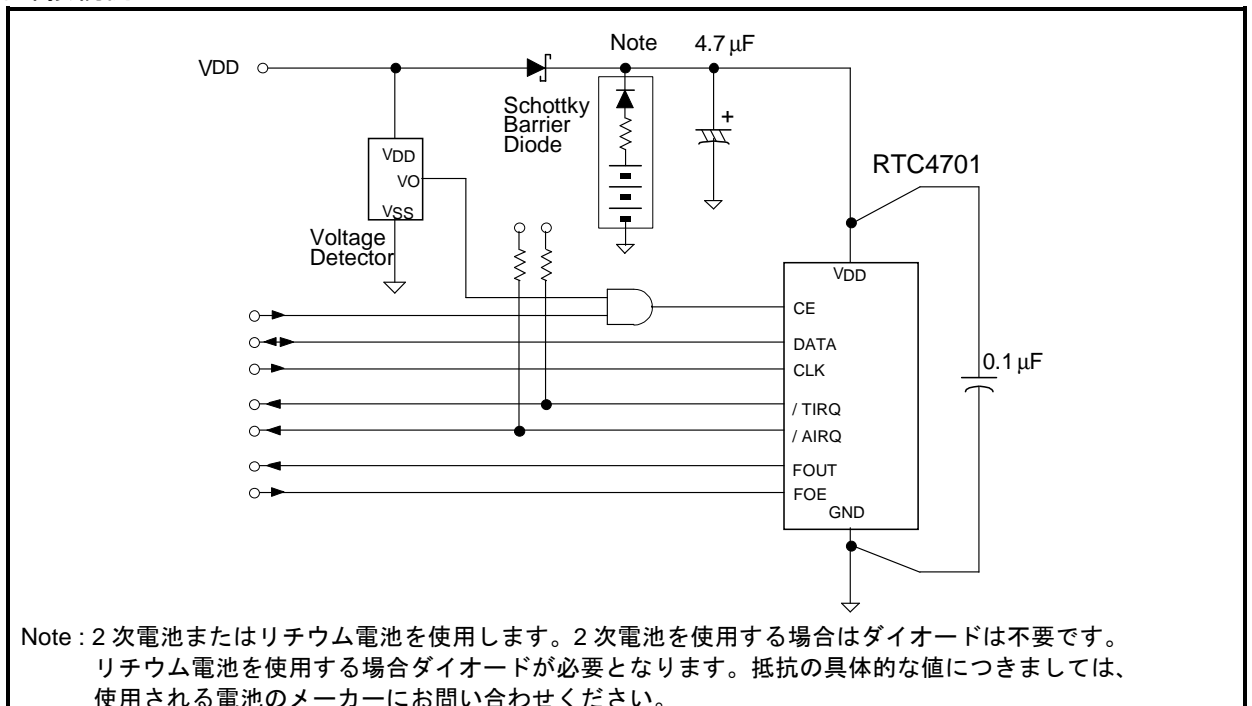 Note
4.7 μF
VDD
Schottky
Barrier
Diode
+
RTC4701
VDD
VO
VSS
Voltage
Detector
VDD
CE
DATA
CLK
0.1 μF
/ TIRQ
/ AIRQ
FOUT
FOE
GND
Note : 2 次電池またはリチウム電池を使用します。2 次電池を使用する場合はダイオードは不要です。
リチウム電池を使用する場合ダイオードが必要となります。抵抗の具体的な値につきましては、
使用される電池のメーカーにお問い合わせください。